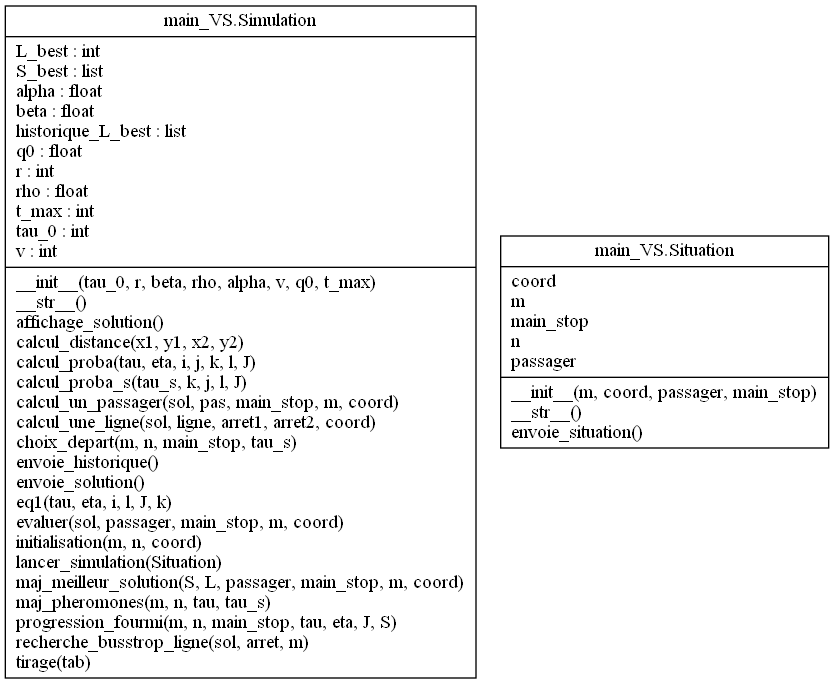 main_VS.Simulation
L_best : int
S_best : list
alpha : float
beta : float
historique_L_best : list
q0 : float
r : int
rho : float
t_max : int
tau_0 : int
v : int
__init__(tau_0, r, beta, rho, alpha, v, q0, t_max)
__str__()
affichage_solution()
calcul_distance(x1, y1, x2, y2)
calcul_proba(tau, eta, i, j, k, l, J)
calcul_proba_s(tau_s, k, j, l, J)
calcul_un_passager(sol, pas, main_stop, m, coord)
calcul_une_ligne(sol, ligne, arret1, arret2, coord)
choix_depart(m, n, main_stop, tau_s)
envoie_historique()
envoie_solution()
eq1(tau, eta, i, l, J, k)
evaluer(sol, passager, main_stop, m, coord)
initialisation(m, n, coord)
lancer_simulation(Situation)
maj_meilleur_solution(S, L, passager, main_stop, m, coord)
maj_pheromones(m, n, tau, tau_s)
progression_fourmi(m, n, main_stop, tau, eta, J, S)
recherche_busstrop_ligne(sol, arret, m)
tirage(tab)
main_VS.Situation
coord
m
main_stop
n
passager
__init__(m, coord, passager, main_stop)
__str__()
envoie_situation()